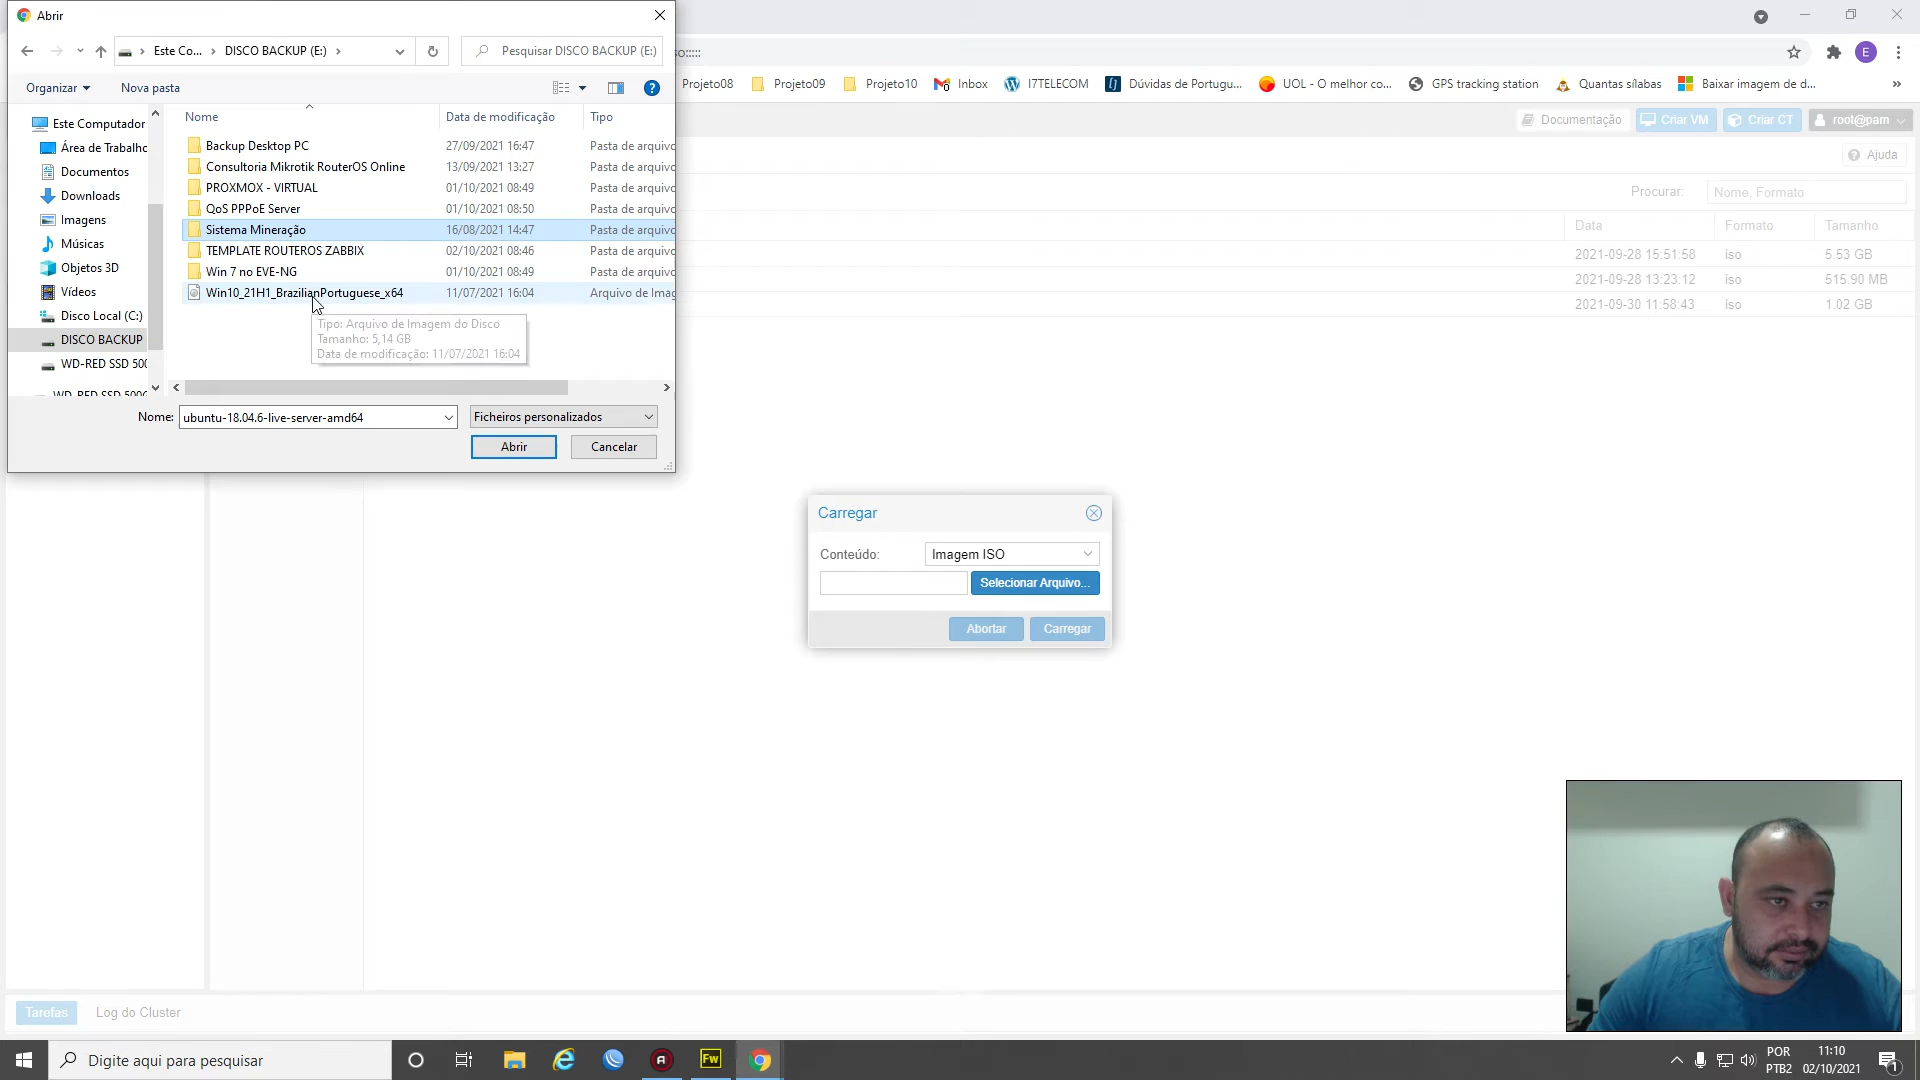 Abrir
Este Co... > DISCO BACKUP (E:) >
Pesquisar DISCO BACKUP (E:)
so:::::
E
Organizar
Nova pasta
?
Projeto08
Projeto09
Projeto10
Inbox
I7TELECOM
Dúvidas de Portugu...
UOL - O melhor co...
GPS tracking station
Quantas sílabas
Baixar imagem de d...
»
Nome
Data de modificação
Tipo
Documentação
Criar VM
Criar CT
root@pam
Ajuda
Procurar:
Nome, Formato
Este Computador
Área de Trabalho
Documentos
Downloads
Imagens
Músicas
Objetos 3D
Vídeos
Disco Local (C:)
DISCO BACKUP
WD-RED SSD 500
WD-RED SSD 500G
Backup Desktop PC 27/09/2021 16:47 Pasta de arquivo
Consultoria Mikrotik RouterOS Online 13/09/2021 13:27 Pasta de arquivo
PROXMOX - VIRTUAL 01/10/2021 08:49 Pasta de arquivo
QoS PPPoE Server 01/10/2021 08:50 Pasta de arquivo
Sistema Mineração 16/08/2021 14:47 Pasta de arquivo
TEMPLATE ROUTEROS ZABBIX 02/10/2021 08:46 Pasta de arquivo
Win 7 no EVE-NG 01/10/2021 08:49 Pasta de arquivo
Win10_21H1_BrazilianPortuguese_x64 11/07/2021 16:04 Arquivo de Imag
Tipo: Arquivo de Imagem do Disco
Tamanho: 5,14 GB
Data de modificação: 11/07/2021 16:04
Data Formato Tamanho
2021-09-28 15:51:58 iso 5.53 GB
2021-09-28 13:23:12 iso 515.90 MB
2021-09-30 11:58:43 iso 1.02 GB
Nome: ubuntu-18.04.6-live-server-amd64
Ficheiros personalizados
Abrir
Cancelar
Carregar
Conteúdo: Imagem ISO
Selecionar Arquivo...
Abortar
Carregar
Tarefas
Log do Cluster
Digite aqui para pesquisar
Fw
POR
PTB2
11:10
02/10/2021
1